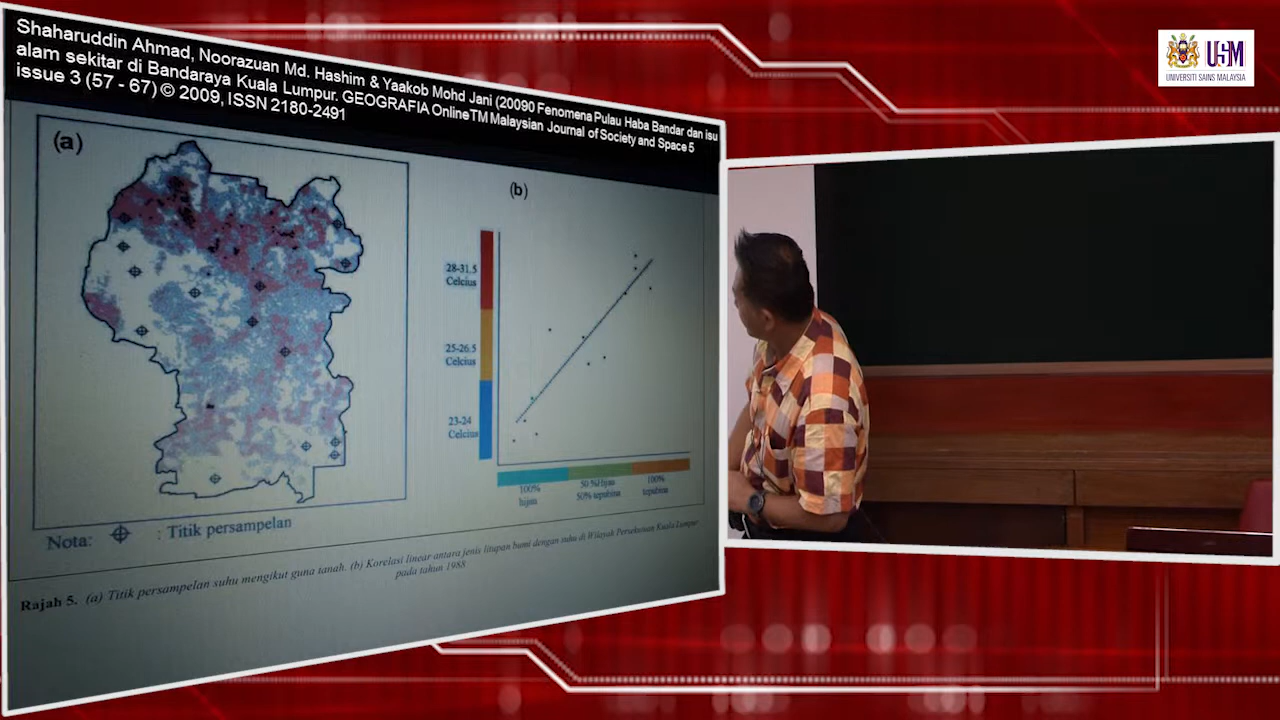 Shaharuddin Ahmad, Noorazuan Md. Hashim & Yaakob Mohd Jani (20090 Fenomena Pulau Haba Bandar dan isu
alam sekitar di Bandaraya Kuala Lumpur. GEOGRAFIA OnlineTM Malaysian Journal of Society and Space 5
issue 3 (57 - 67) © 2009, ISSN 2180-2491
USM
UNIVERSITI SAINS MALAYSIA
(a)
(b)
28-31.5
Celcius
25-26.5
Celcius
23-24
Celcius
100%
hijau
50 %Hijau
50% tepubina
100%
tepubina
Nota: : Titik persampelan
Rajah 5. (a) Titik persampelan suhu mengikut guna tanah. (b) Korelasi linear antara jenis litupan bumi dengan suhu di Wilayah Persekutuan Kuala Lumpur
pada tahun 1988